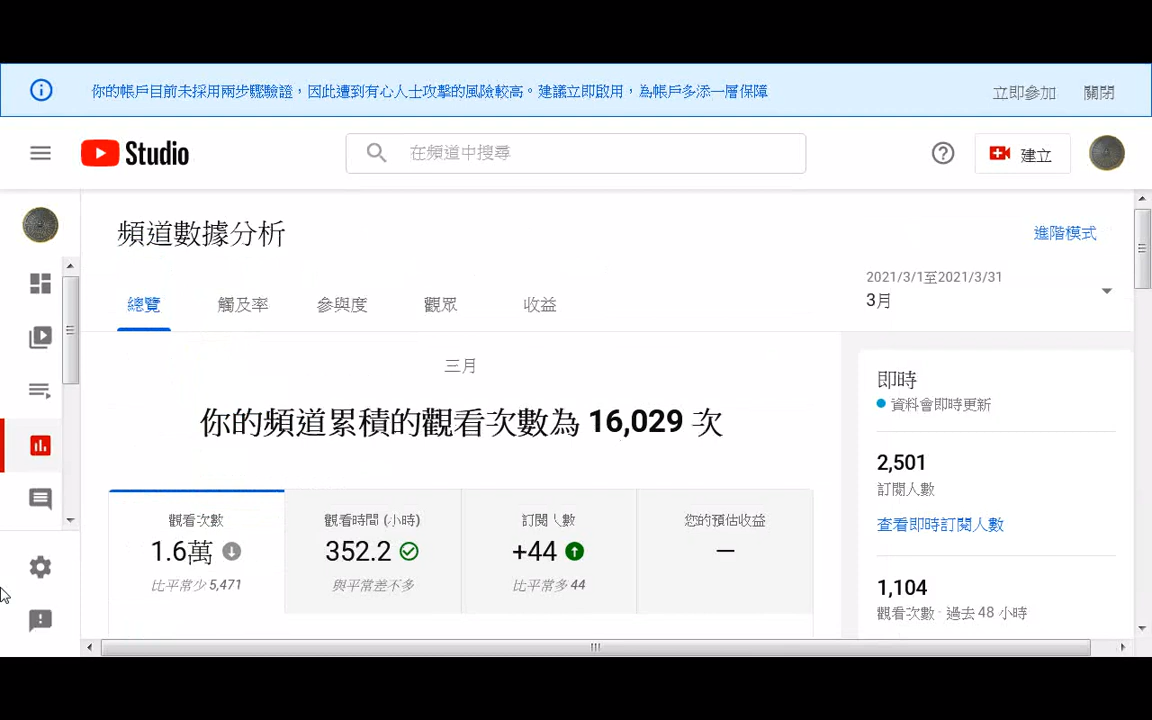 你的帳戶目前未採用兩步驟驗證，因此遭到有心人士攻擊的風險較高。建議立即啟用，為帳戶多添一層保障
立即參加
關閉
Studio
在頻道中搜尋
建立
頻道數據分析
進階模式
2021/3/1至2021/3/31
3月
總覽
觸及率
參與度
觀眾
收益
三月
你的頻道累積的觀看次數為 16,029 次
觀看次數
1.6萬
比平常少 5,471
觀看時間 (小時)
352.2
與平常差不多
訂閱人數
+44
比平常多 44
您的預估收益
—
即時
資料會即時更新
2,501
訂閱人數
查看即時訂閱人數
1,104
觀看次數 · 過去 48 小時